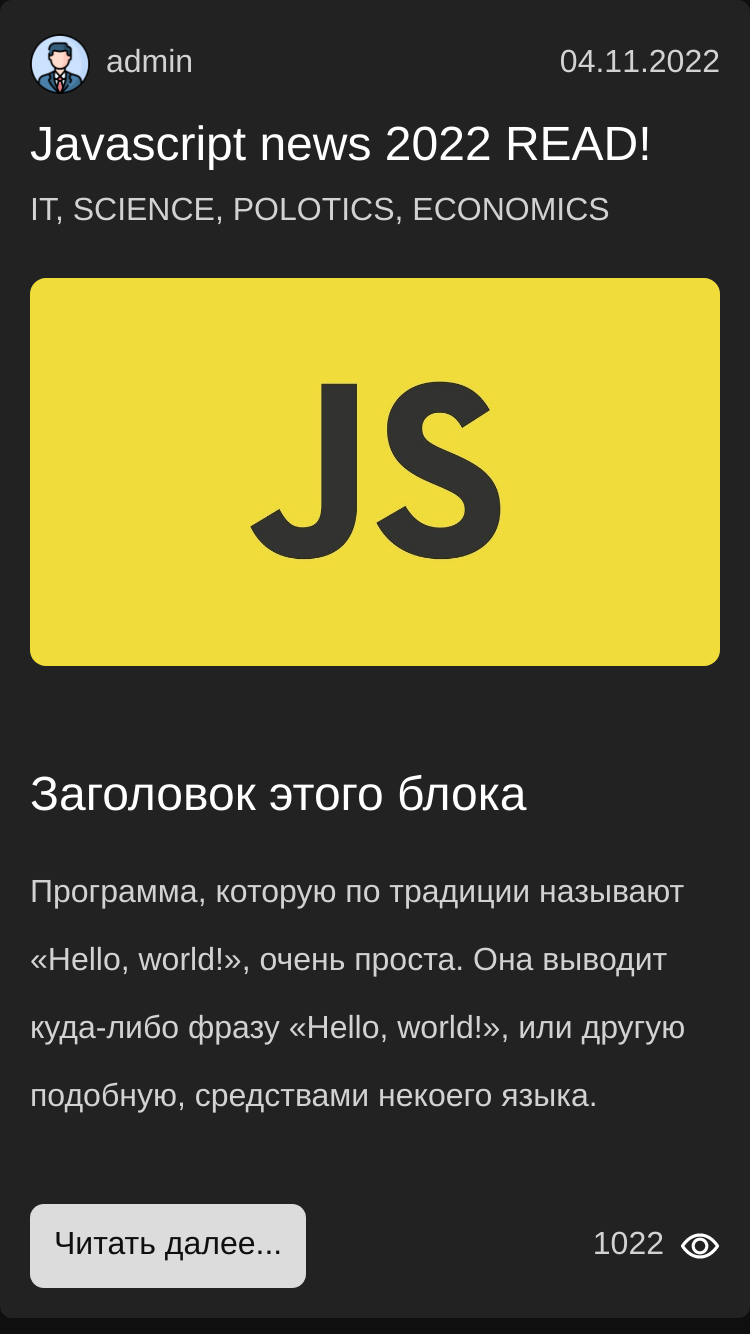 admin
04.11.2022
Javascript news 2022 READ!
IT, SCIENCE, POLOTICS, ECONOMICS
JS
Заголовок этого блока
Программа, которую по традиции называют
«Hello, world!», очень проста. Она выводит
куда-либо фразу «Hello, world!», или другую
подобную, средствами некоего языка.
Читать далее...
1022